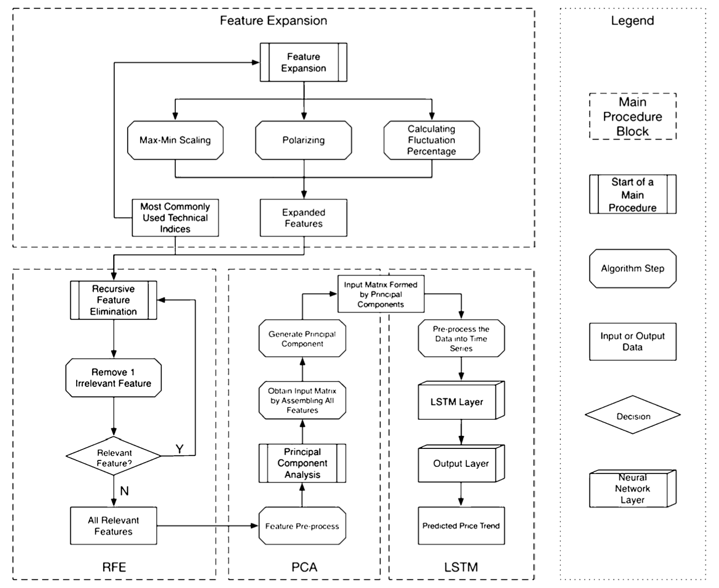 Feature Expansion
Feature
Expansion
Max-Min Scaling
Polarizing
Calculating
Fluctuation
Percentage
Most Commonly
Used Technical
Indices
Expanded
Features
Recursive
Feature
Elimination
Remove 1
Irrelevant Feature
Relevant
Feature?
Y
N
All Relevant
Features
RFE
Input Matrix Formed
by Principal
Components
Generate Principal
Component
Obtain Input Matrix
by Assembling All
Features
Principal
Component
Analysis
Feature Pre-process
PCA
Pre-process the
Data into Time
Series
LSTM Layer
Output Layer
Predicted Price Trend
LSTM
Legend
Main
Procedure
Block
Start of a
Main
Procedure
Algorithm Step
Input or Output
Data
Decision
Neural
Network
Layer